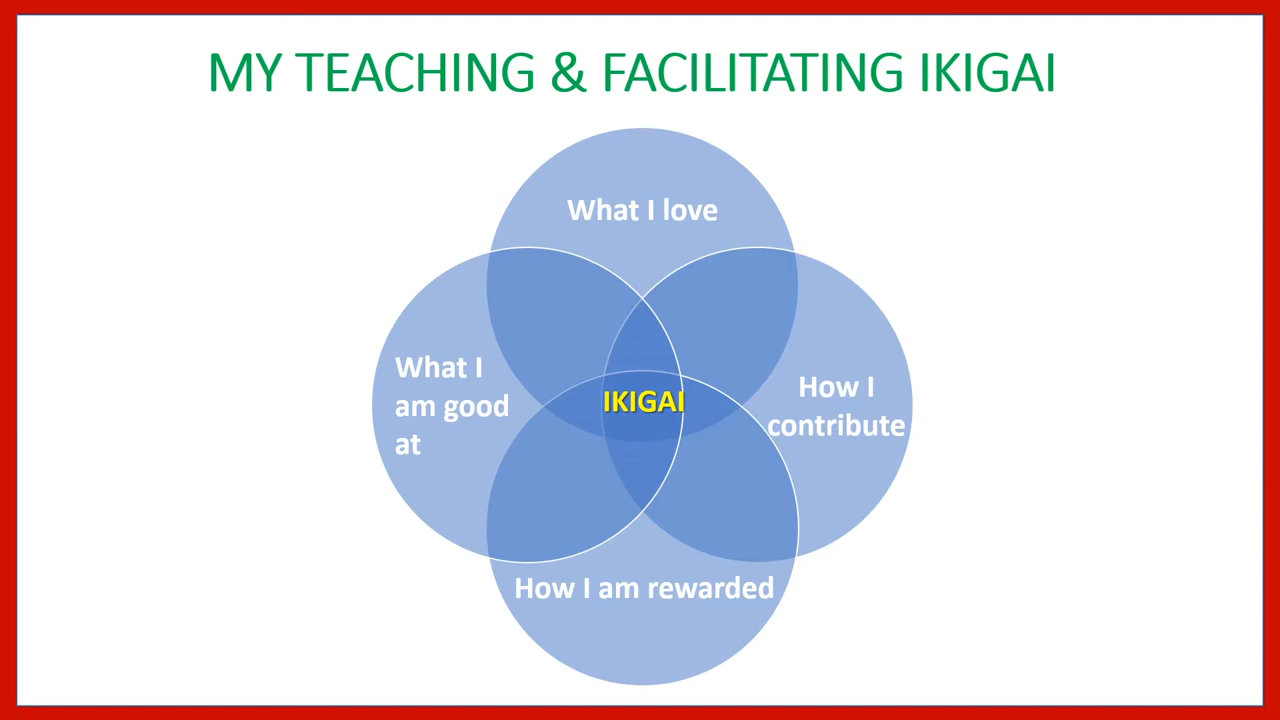 MY TEACHING & FACILITATING IKIGAI
What I love
What I
am good
at
IKIGAI
How I
contribute
How I am rewarded